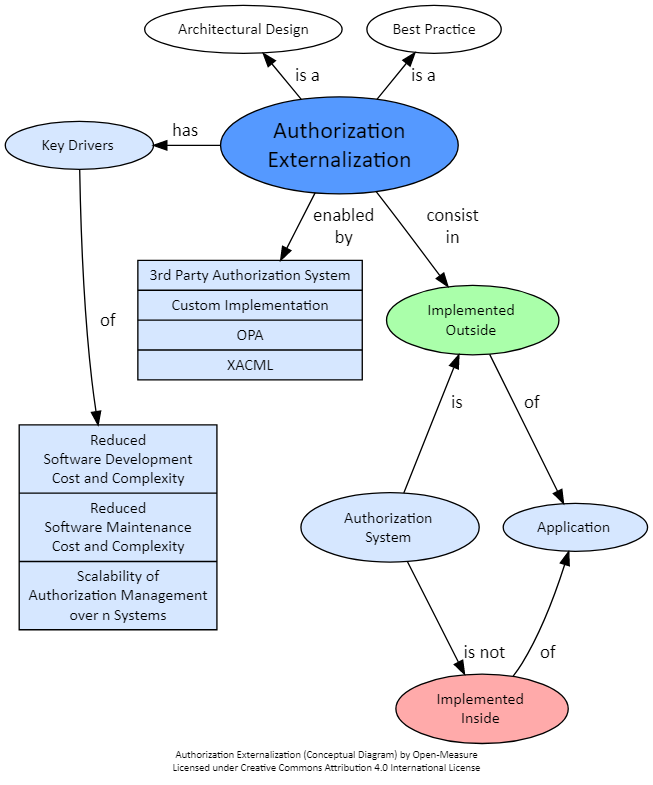 Architectural Design
Best Practice
is a
is a
Authorization
Externalization
has
Key Drivers
enabled
by
consist
in
3rd Party Authorization System
Custom Implementation
OPA
XACML
Implemented
Outside
of
is
of
Reduced
Software Development
Cost and Complexity
Reduced
Software Maintenance
Cost and Complexity
Scalability of
Authorization Management
over n Systems
Authorization
System
Application
is not
of
Implemented
Inside
Authorization Externalization (Conceptual Diagram) by Open-Measure
Licensed under Creative Commons Attribution 4.0 International License